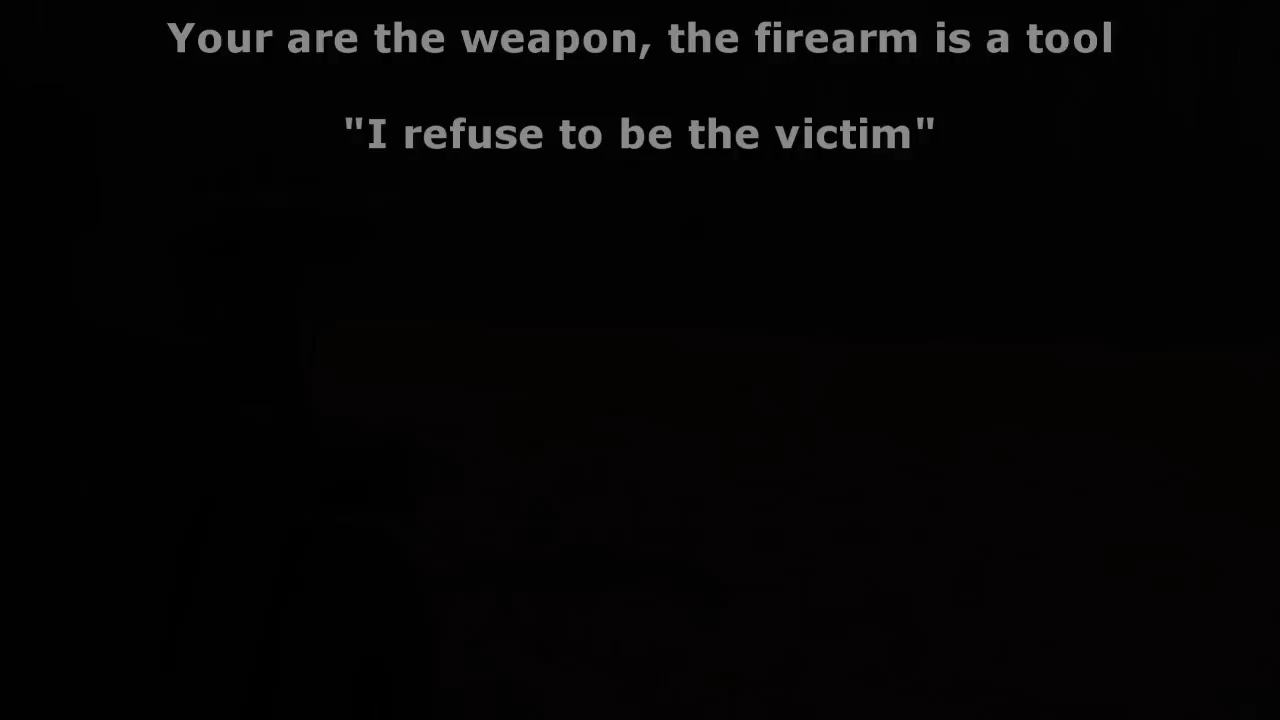 Your are the weapon, the firearm is a tool
"I refuse to be the victim"